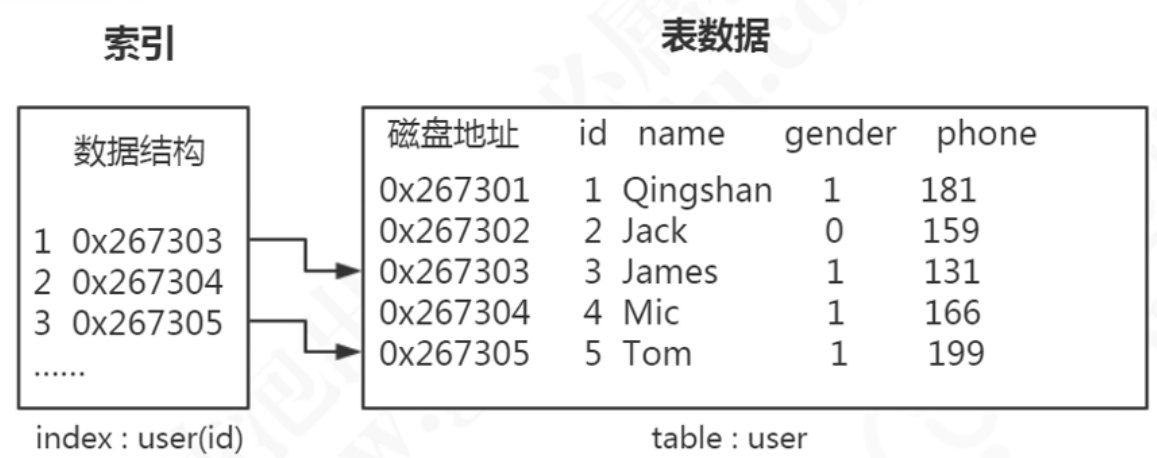 索引
表数据
数据结构
1 0x267303
2 0x267304
3 0x267305
......
index : user(id)
磁盘地址 id name gender phone
0x267301 1 Qingshan 1 181
0x267302 2 Jack 0 159
0x267303 3 James 1 131
0x267304 4 Mic 1 166
0x267305 5 Tom 1 199
table : user